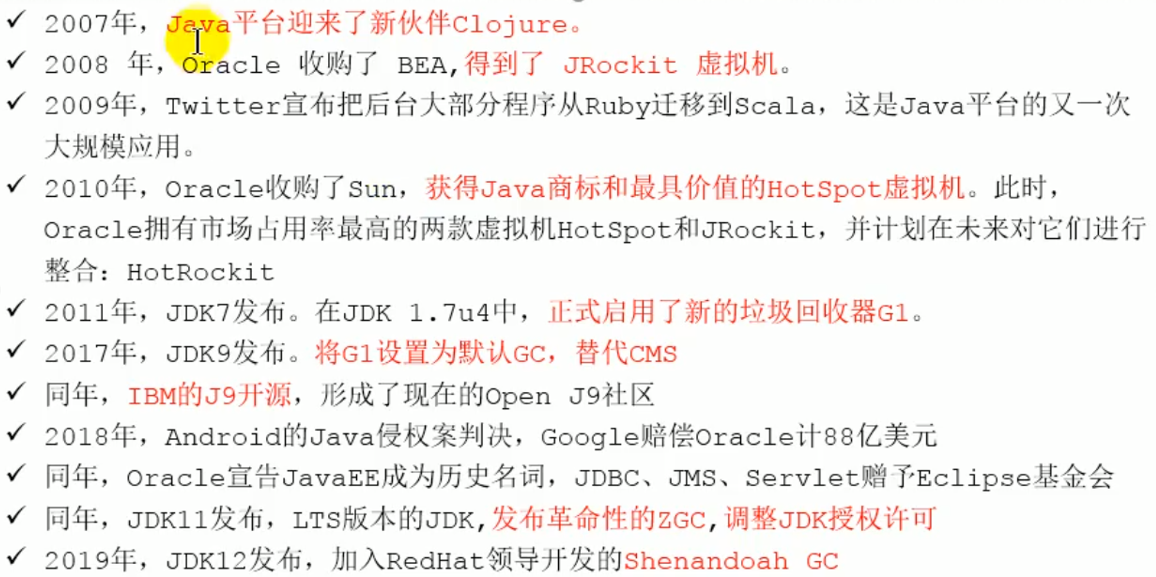 ✓ 2007年，Java平台迎来了新伙伴Clojure。
✓ 2008 年，Oracle 收购了 BEA,得到了 JRockit 虚拟机。
✓ 2009年，Twitter宣布把后台大部分程序从Ruby迁移到Scala，这是Java平台的又一次
大规模应用。
✓ 2010年，Oracle收购了Sun，获得Java商标和最具价值的HotSpot虚拟机。此时，
Oracle拥有市场占用率最高的两款虚拟机HotSpot和JRockit，并计划在未来对它们进行
整合：HotRockit
✓ 2011年，JDK7发布。在JDK 1.7u4中，正式启用了新的垃圾回收器G1。
✓ 2017年，JDK9发布。将G1设置为默认GC，替代CMS
✓ 同年，IBM的J9开源，形成了现在的Open J9社区
✓ 2018年，Android的Java侵权案判决，Google赔偿Oracle计88亿美元
✓ 同年，Oracle宣告JavaEE成为历史名词，JDBC、JMS、Servlet赠予Eclipse基金会
✓ 同年，JDK11发布，LTS版本的JDK,发布革命性的ZGC,调整JDK授权许可
✓ 2019年，JDK12发布，加入RedHat领导开发的Shenandoah GC